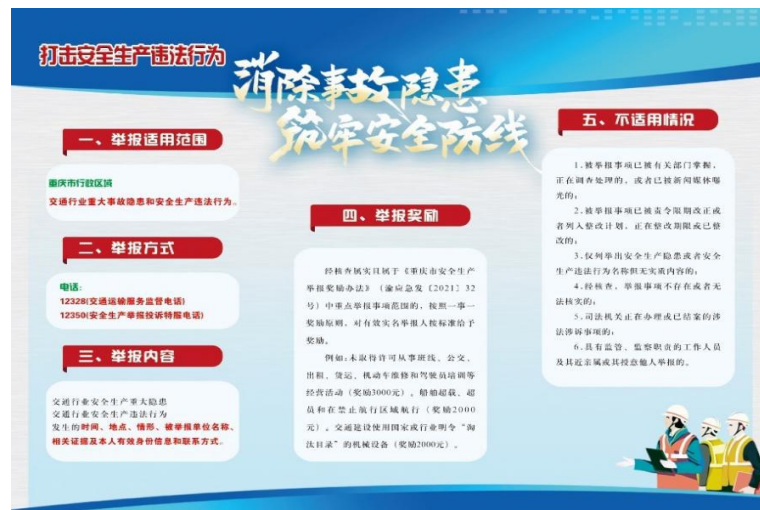 打击安全生产违法行为
消除事故隐患
筑牢安全防线
一、举报适用范围
重庆市行政区域
交通行业重大事故隐患和安全生产违法行为。
二、举报方式
电话:
12328(交通运输服务监督电话)
12350(安全生产举报投诉特服电话)
三、举报内容
交通行业安全生产重大隐患
交通行业安全生产违法行为
发生的时间、地点、情形、被举报单位名称、
相关证据及本人有效身份信息和联系方式。
四、举报奖励
经核查属实且属于《重庆市安全生产
举报奖励办法》(渝应急发〔2021〕32
号)中重点举报事项范围的,按照一事一
奖励原则,对有效实名举报人按标准给予
奖励。
例如:未取得许可从事班线、公交、
出租、货运、机动车维修和驾驶员培训等
经营活动(奖励3000元)。船舶超载、超
员和在禁止航行区域航行(奖励2000
元)。交通建设使用国家或行业明令“淘
汰目录”的机械设备(奖励2000元)。
五、不适用情况
1.被举报事项已被有关部门掌握,
正在调查处理的,或者已被新闻媒体曝
光的;
2.被举报事项已被责令限期改正或
者列入整改计划,正在整改期限或已整
改的;
3.仅列举出安全生产隐患或者安全
生产违法行为名称但无实质内容的;
4.经核查,举报事项不存在或者无
法核实的;
5.司法机关正在办理或已结案的涉
法涉诉事项的;
6.具有监管、监察职责的工作人员
及其近亲属或其授意他人举报的。